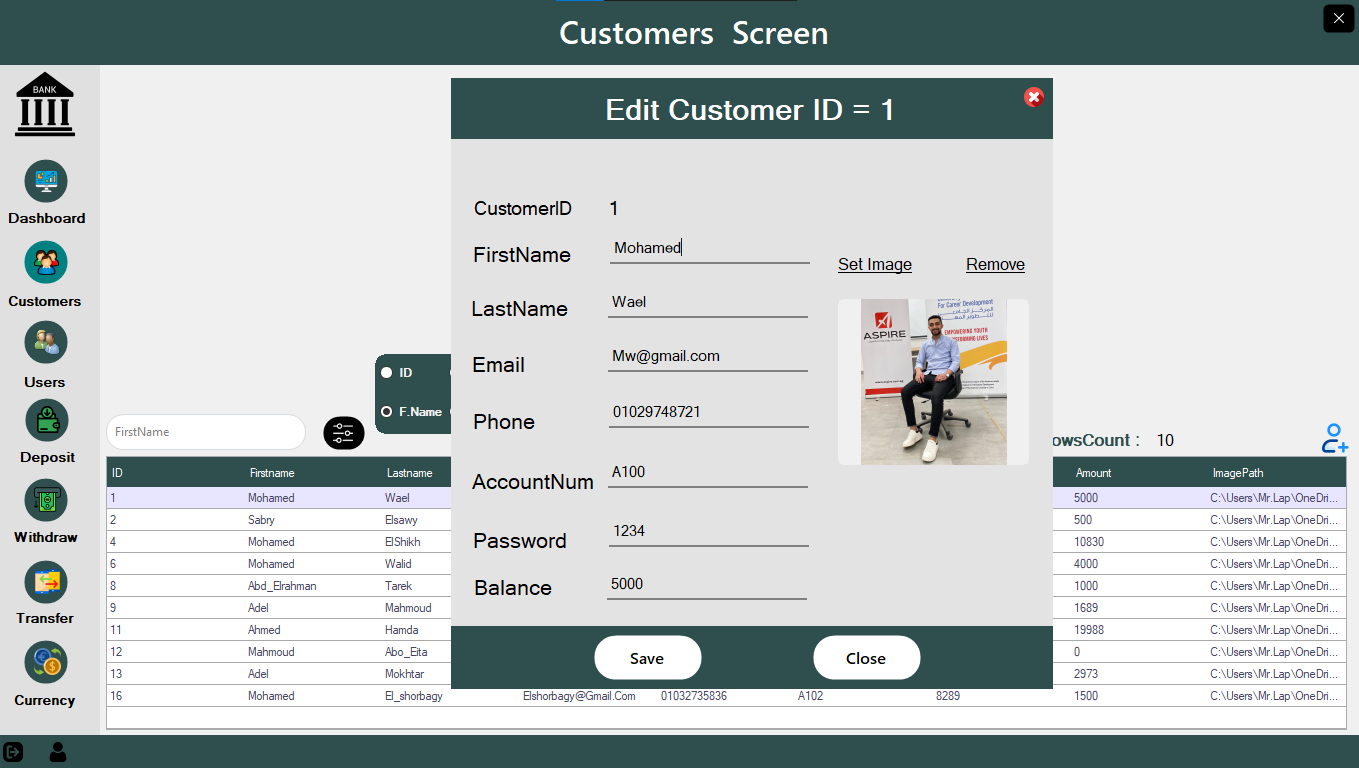 Customers Screen
BANK
Dashboard
Customers
Users
Deposit
Withdraw
Transfer
Currency
Edit Customer ID = 1
CustomerID 1
FirstName Mohamed
LastName Wael
Email Mw@gmail.com
Phone 01029748721
AccountNum A100
Password 1234
Balance 5000
Set Image Remove
For Career Development
ASPIRE
EMPOWERING YOUTH
Save Close
ID
F.Name
FirstName
owsCount : 10
ID Firstname Lastname Amount ImagePath
1 Mohamed Wael 5000 C:\Users\Mr.Lap\OneDri...
2 Sabry Elsawy 500 C:\Users\Mr.Lap\OneDri...
4 Mohamed ElShikh 10830 C:\Users\Mr.Lap\OneDri...
6 Mohamed Walid 4000 C:\Users\Mr.Lap\OneDri...
8 Abd_Elrahman Tarek 1000 C:\Users\Mr.Lap\OneDri...
9 Adel Mahmoud 1689 C:\Users\Mr.Lap\OneDri...
11 Ahmed Hamda 19988 C:\Users\Mr.Lap\OneDri...
12 Mahmoud Abo_Eita 0 C:\Users\Mr.Lap\OneDri...
13 Adel Mokhtar 2973 C:\Users\Mr.Lap\OneDri...
16 Mohamed El_shorbagy Elshorbagy@Gmail.Com 01032735836 A102 8289 1500 C:\Users\Mr.Lap\OneDri...